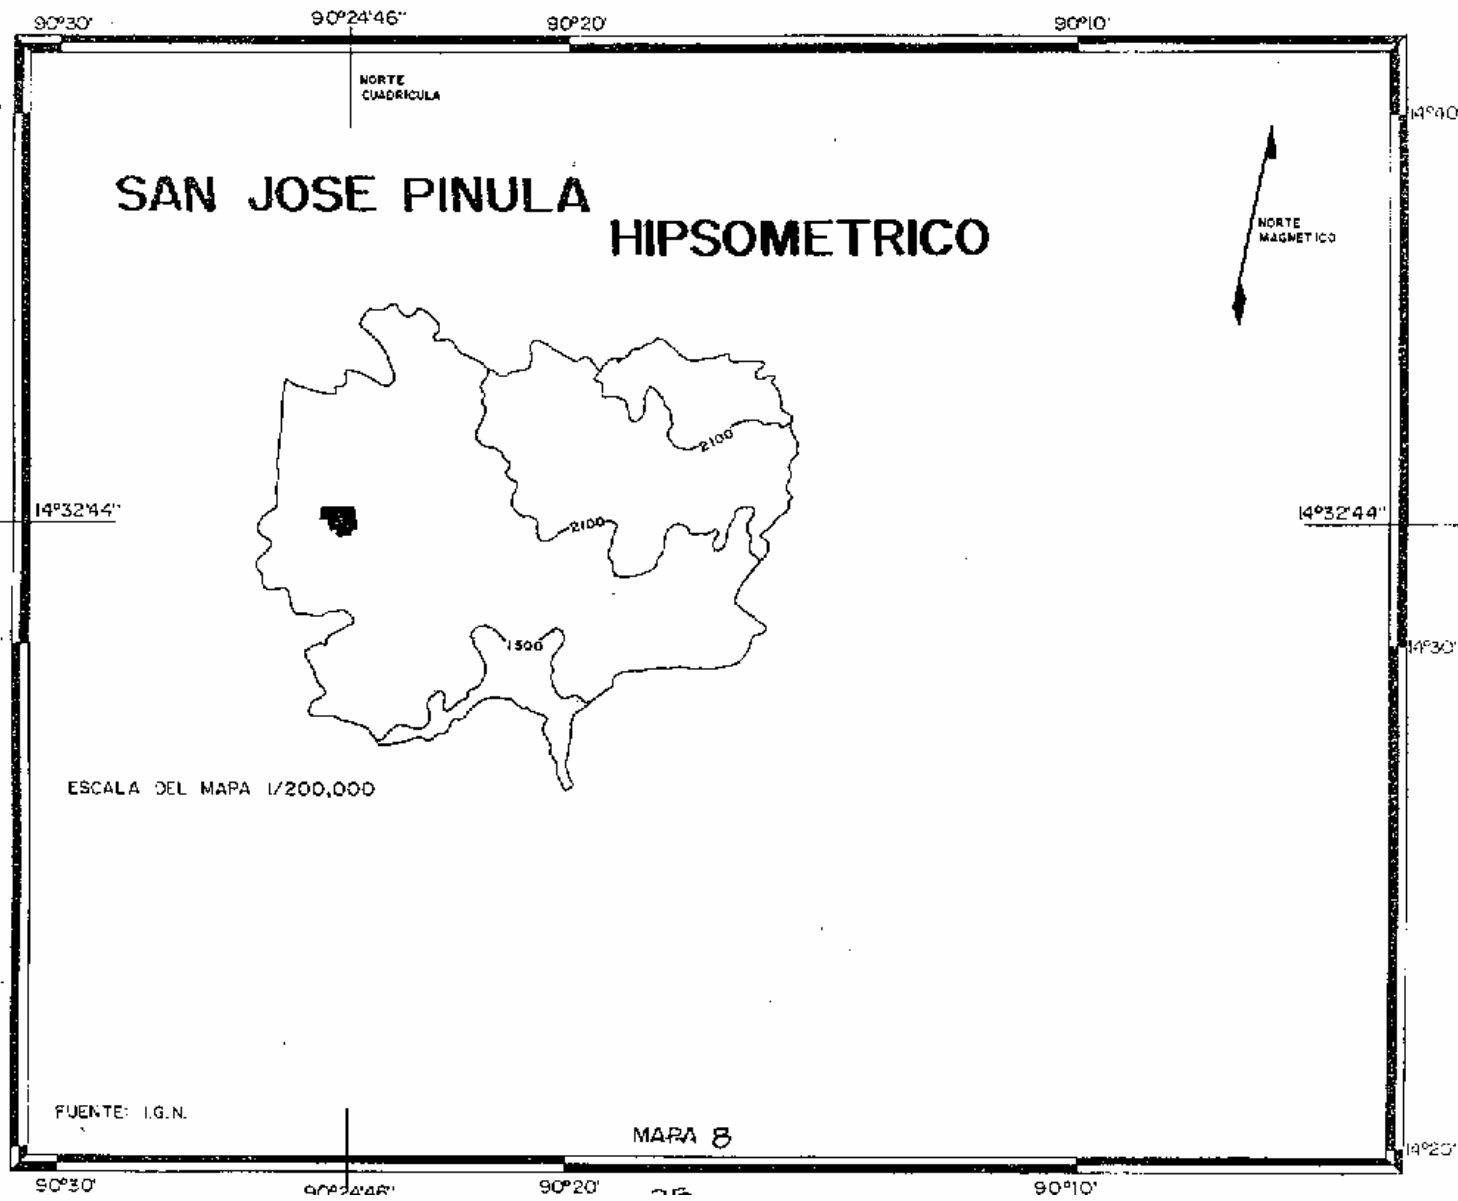 90°30' 90°24'46" 90°20' 90°10'
NORTE
CUADRICULA
14°40'
SAN JOSE PINULA
HIPSOMETRICO
NORTE
MAGNETICO
2100
14°32'44" 2100 14°32'44"
1500
14°30'
ESCALA DEL MAPA 1/200,000
FUENTE: I.G.N.
MAPA 8
14°20'
90°30' 90°24'46" 90°20' 90°10'